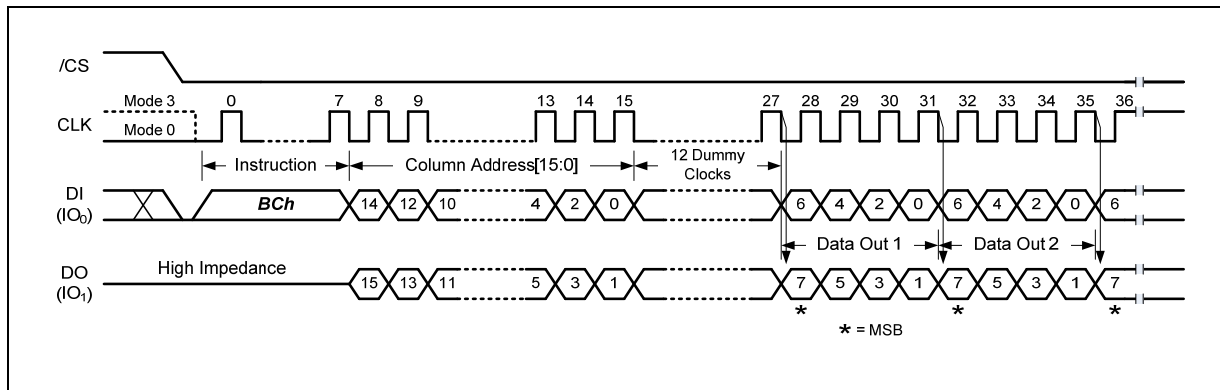 /CS
Mode 3
0 7 8 9 13 14 15 27 28 29 30 31 32 33 34 35 36
CLK
Mode 0
Instruction Column Address[15:0] 12 Dummy Clocks
DI
(IO0)
BCh 14 12 10 4 2 0 6 4 2 0 6 4 2 0 6
Data Out 1 Data Out 2
High Impedance
DO
(IO1)
15 13 11 5 3 1 7 5 3 1 7 5 3 1 7
* * *
* = MSB